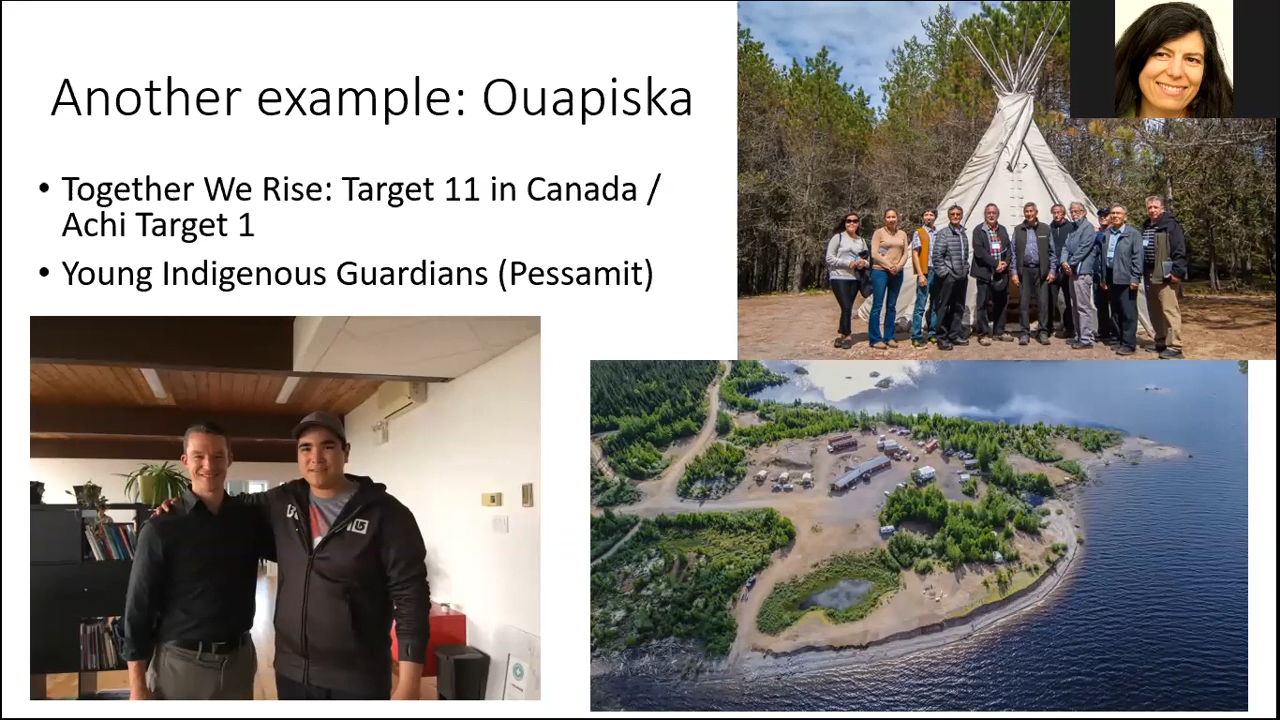 Another example: Ouapiska
• Together We Rise: Target 11 in Canada /
Achi Target 1
• Young Indigenous Guardians (Pessamit)